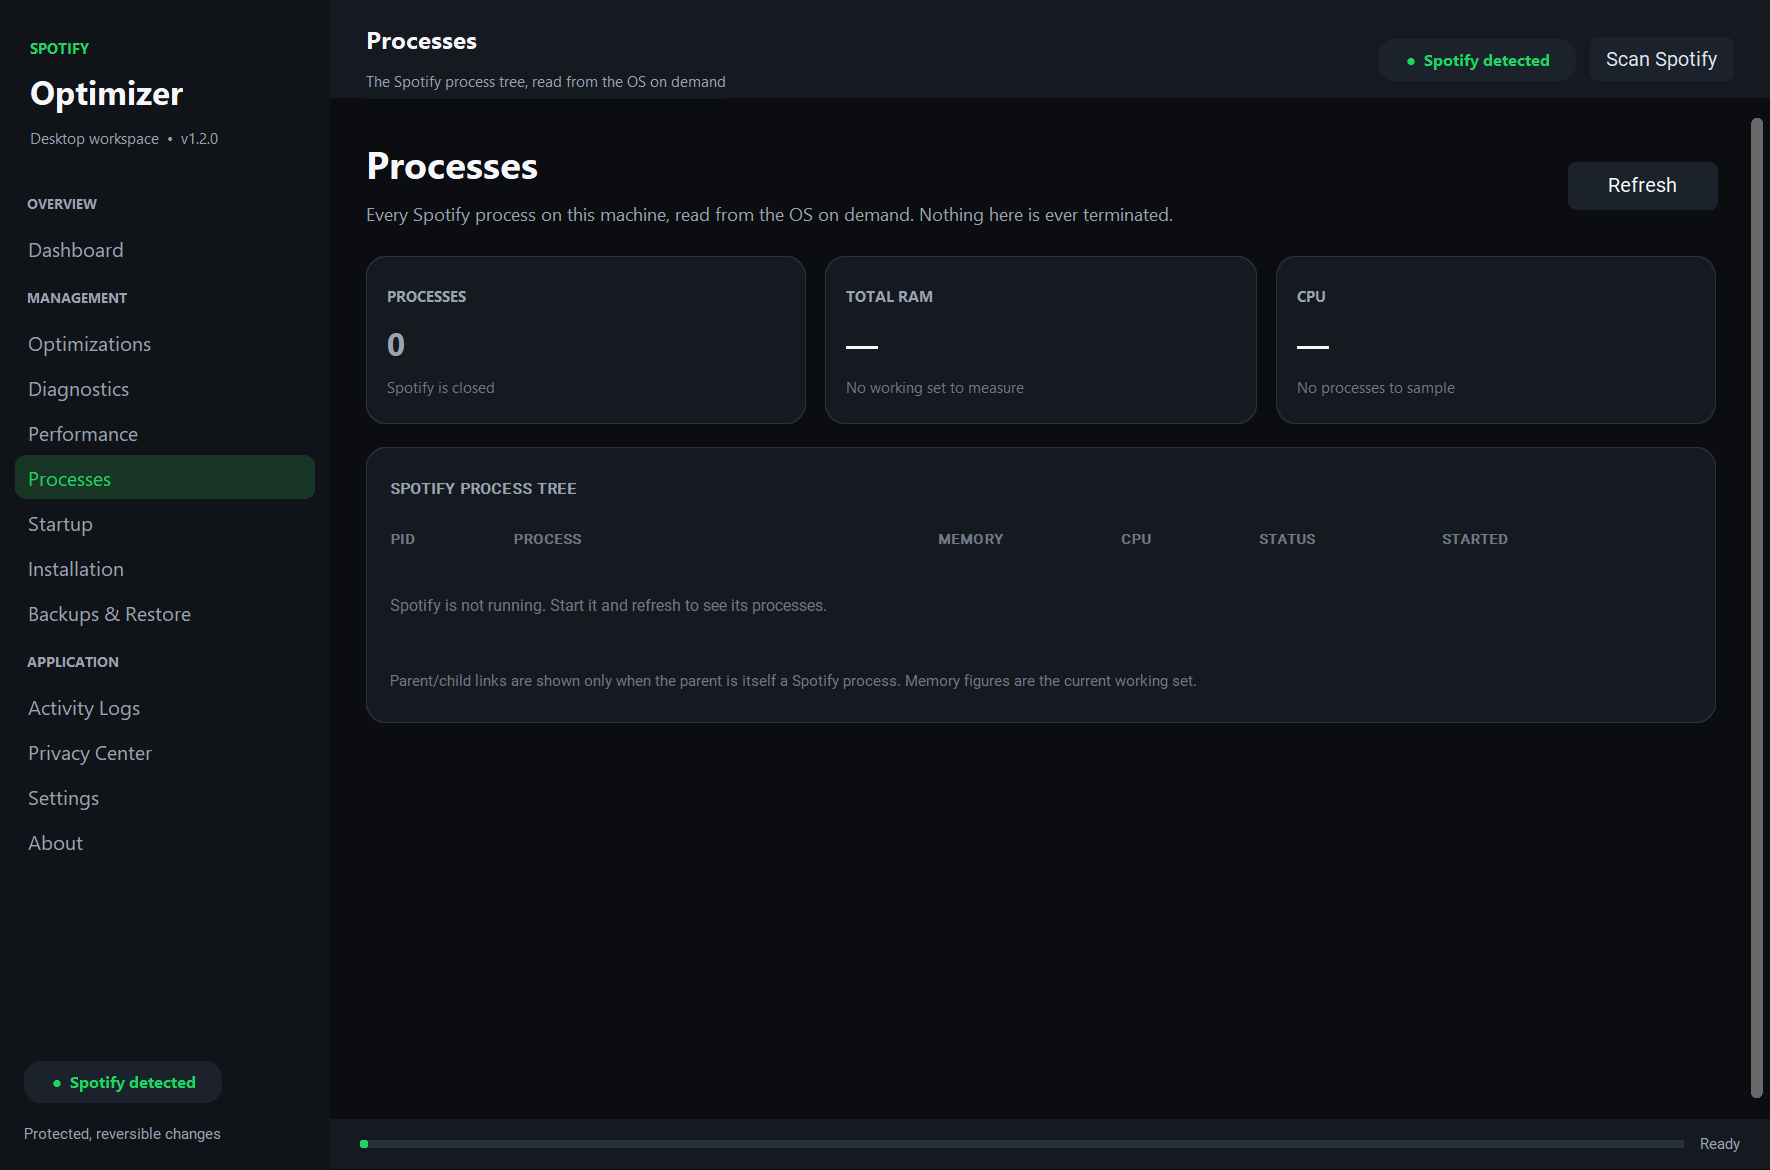 SPOTIFY
Optimizer
Desktop workspace • v1.2.0
OVERVIEW
Dashboard
MANAGEMENT
Optimizations
Diagnostics
Performance
Processes
Startup
Installation
Backups & Restore
APPLICATION
Activity Logs
Privacy Center
Settings
About
● Spotify detected
Protected, reversible changes
Processes
The Spotify process tree, read from the OS on demand
● Spotify detected
Scan Spotify
Processes
Every Spotify process on this machine, read from the OS on demand. Nothing here is ever terminated.
Refresh
PROCESSES
0
Spotify is closed
TOTAL RAM
—
No working set to measure
CPU
—
No processes to sample
SPOTIFY PROCESS TREE
PID PROCESS MEMORY CPU STATUS STARTED
Spotify is not running. Start it and refresh to see its processes.
Parent/child links are shown only when the parent is itself a Spotify process. Memory figures are the current working set.
Ready